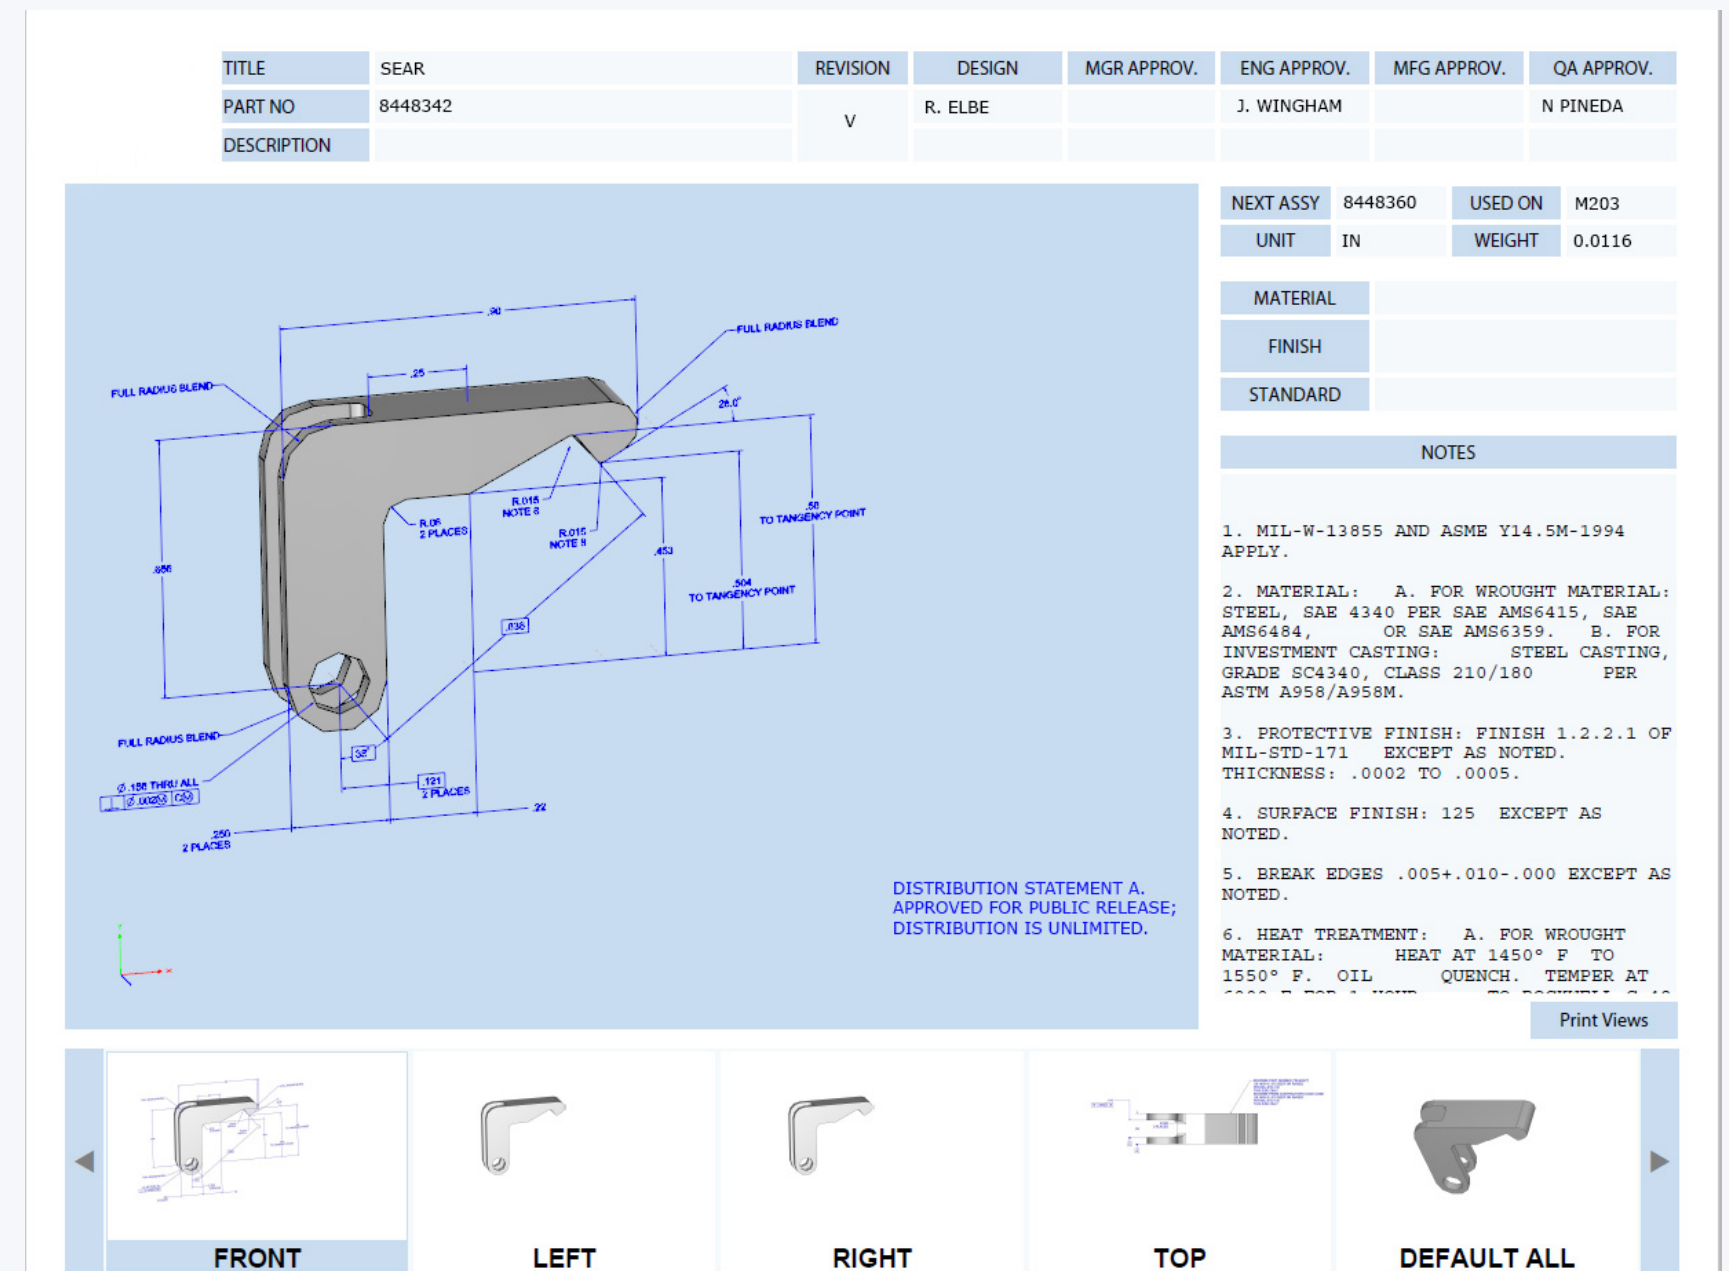 TITLE SEAR REVISION DESIGN MGR APPROV. ENG APPROV. MFG APPROV. QA APPROV.
PART NO 8448342 V R. ELBE J. WINGHAM N PINEDA
DESCRIPTION
NEXT ASSY 8448360 USED ON M203
UNIT IN WEIGHT 0.0116
MATERIAL
FINISH
STANDARD
NOTES
1. MIL-W-13855 AND ASME Y14.5M-1994
APPLY.
2. MATERIAL: A. FOR WROUGHT MATERIAL:
STEEL, SAE 4340 PER SAE AMS6415, SAE
AMS6484, OR SAE AMS6359. B. FOR
INVESTMENT CASTING: STEEL CASTING,
GRADE SC4340, CLASS 210/180 PER
ASTM A958/A958M.
3. PROTECTIVE FINISH: FINISH 1.2.2.1 OF
MIL-STD-171 EXCEPT AS NOTED.
THICKNESS: .0002 TO .0005.
4. SURFACE FINISH: 125 EXCEPT AS
NOTED.
5. BREAK EDGES .005+.010-.000 EXCEPT AS
NOTED.
6. HEAT TREATMENT: A. FOR WROUGHT
MATERIAL: HEAT AT 1450° F TO
1550° F. OIL QUENCH. TEMPER AT
Print Views
.90
FULL RADIUS BLEND
.25
FULL RADIUS BLEND
R.015
NOTE 8
R.06
2 PLACES
R.015
NOTE 8
TO TANGENCY POINT
.453
.504
TO TANGENCY POINT
FULL RADIUS BLEND
THRU ALL
38°
.121
2 PLACES
.22
.250
2 PLACES
DISTRIBUTION STATEMENT A.
APPROVED FOR PUBLIC RELEASE;
DISTRIBUTION IS UNLIMITED.
Y
X
FRONT
LEFT
RIGHT
TOP
DEFAULT ALL